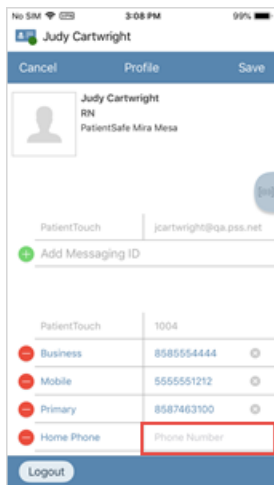 No SIM 3:08 PM 99%
Judy Cartwright
Cancel Profile Save
Judy Cartwright
RN
PatientSafe Mira Mesa
PatientTouch jcartwright@qa.pss.net
Add Messaging ID
PatientTouch 1004
Business 8585554444
Mobile 5555551212
Primary 8587463100
Home Phone Phone Number
Logout